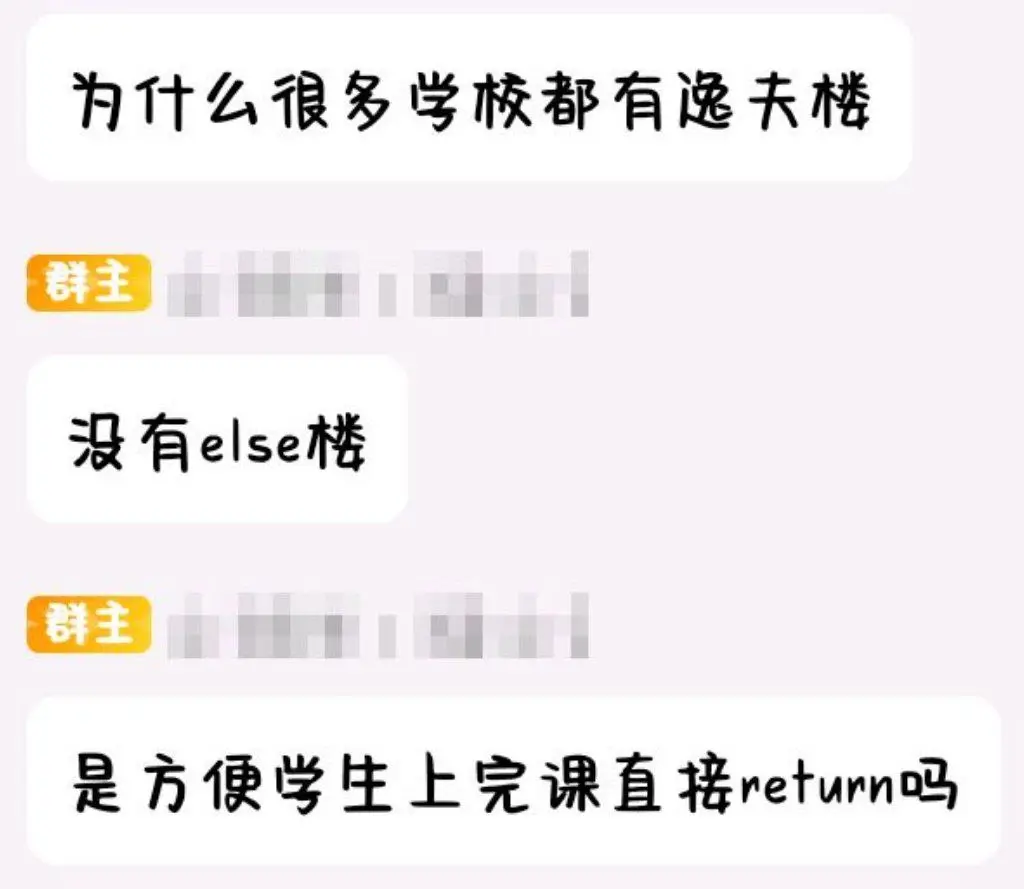 为什么很多学校都有逸夫楼
群主
没有else楼
群主
是方便学生上完课直接return吗